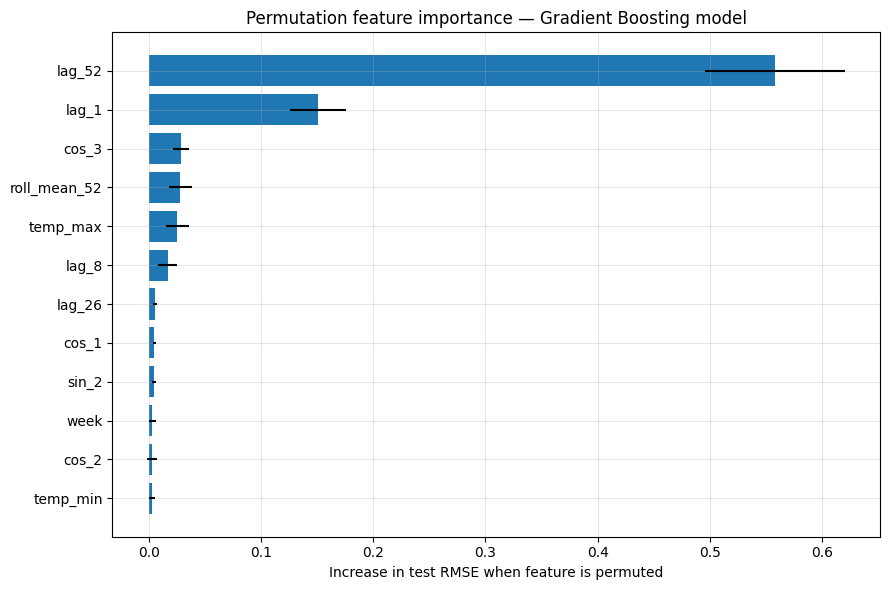 Permutation feature importance — Gradient Boosting model
lag_52
lag_1
cos_3
roll_mean_52
temp_max
lag_8
lag_26
cos_1
sin_2
week
cos_2
temp_min
0.0 0.1 0.2 0.3 0.4 0.5 0.6
Increase in test RMSE when feature is permuted